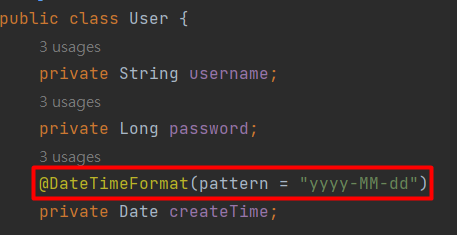 public class User {
3 usages
private String username;
3 usages
private Long password;
3 usages
@DateTimeFormat(pattern = "yyyy-MM-dd")
private Date createTime;